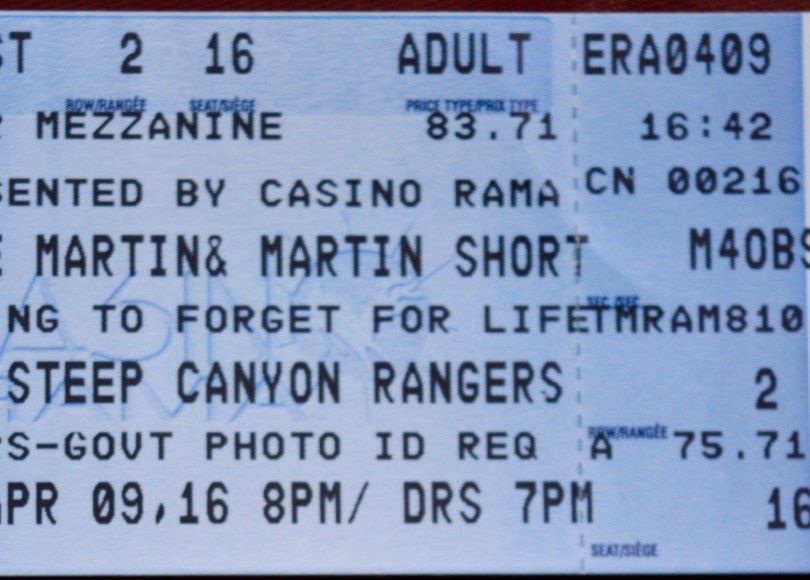 ST 2 16 ADULT
ROW/RANGÉE SEAT/SIÈGE PRICE TYPE/PRIX TYPE
MEZZANINE 83.71
SENTED BY CASINO RAMA
E MARTIN& MARTIN SHORT
NG TO FORGET FOR LIFE
STEEP CANYON RANGERS
S-GOVT PHOTO ID REQ
APR 09,16 8PM/ DRS 7PM
ERA0409
16:42
CN 00216
M40BS
SEC/SEC
TMRAM810
2
ROW/RANGÉE
A 75.71
16
SEAT/SIÈGE